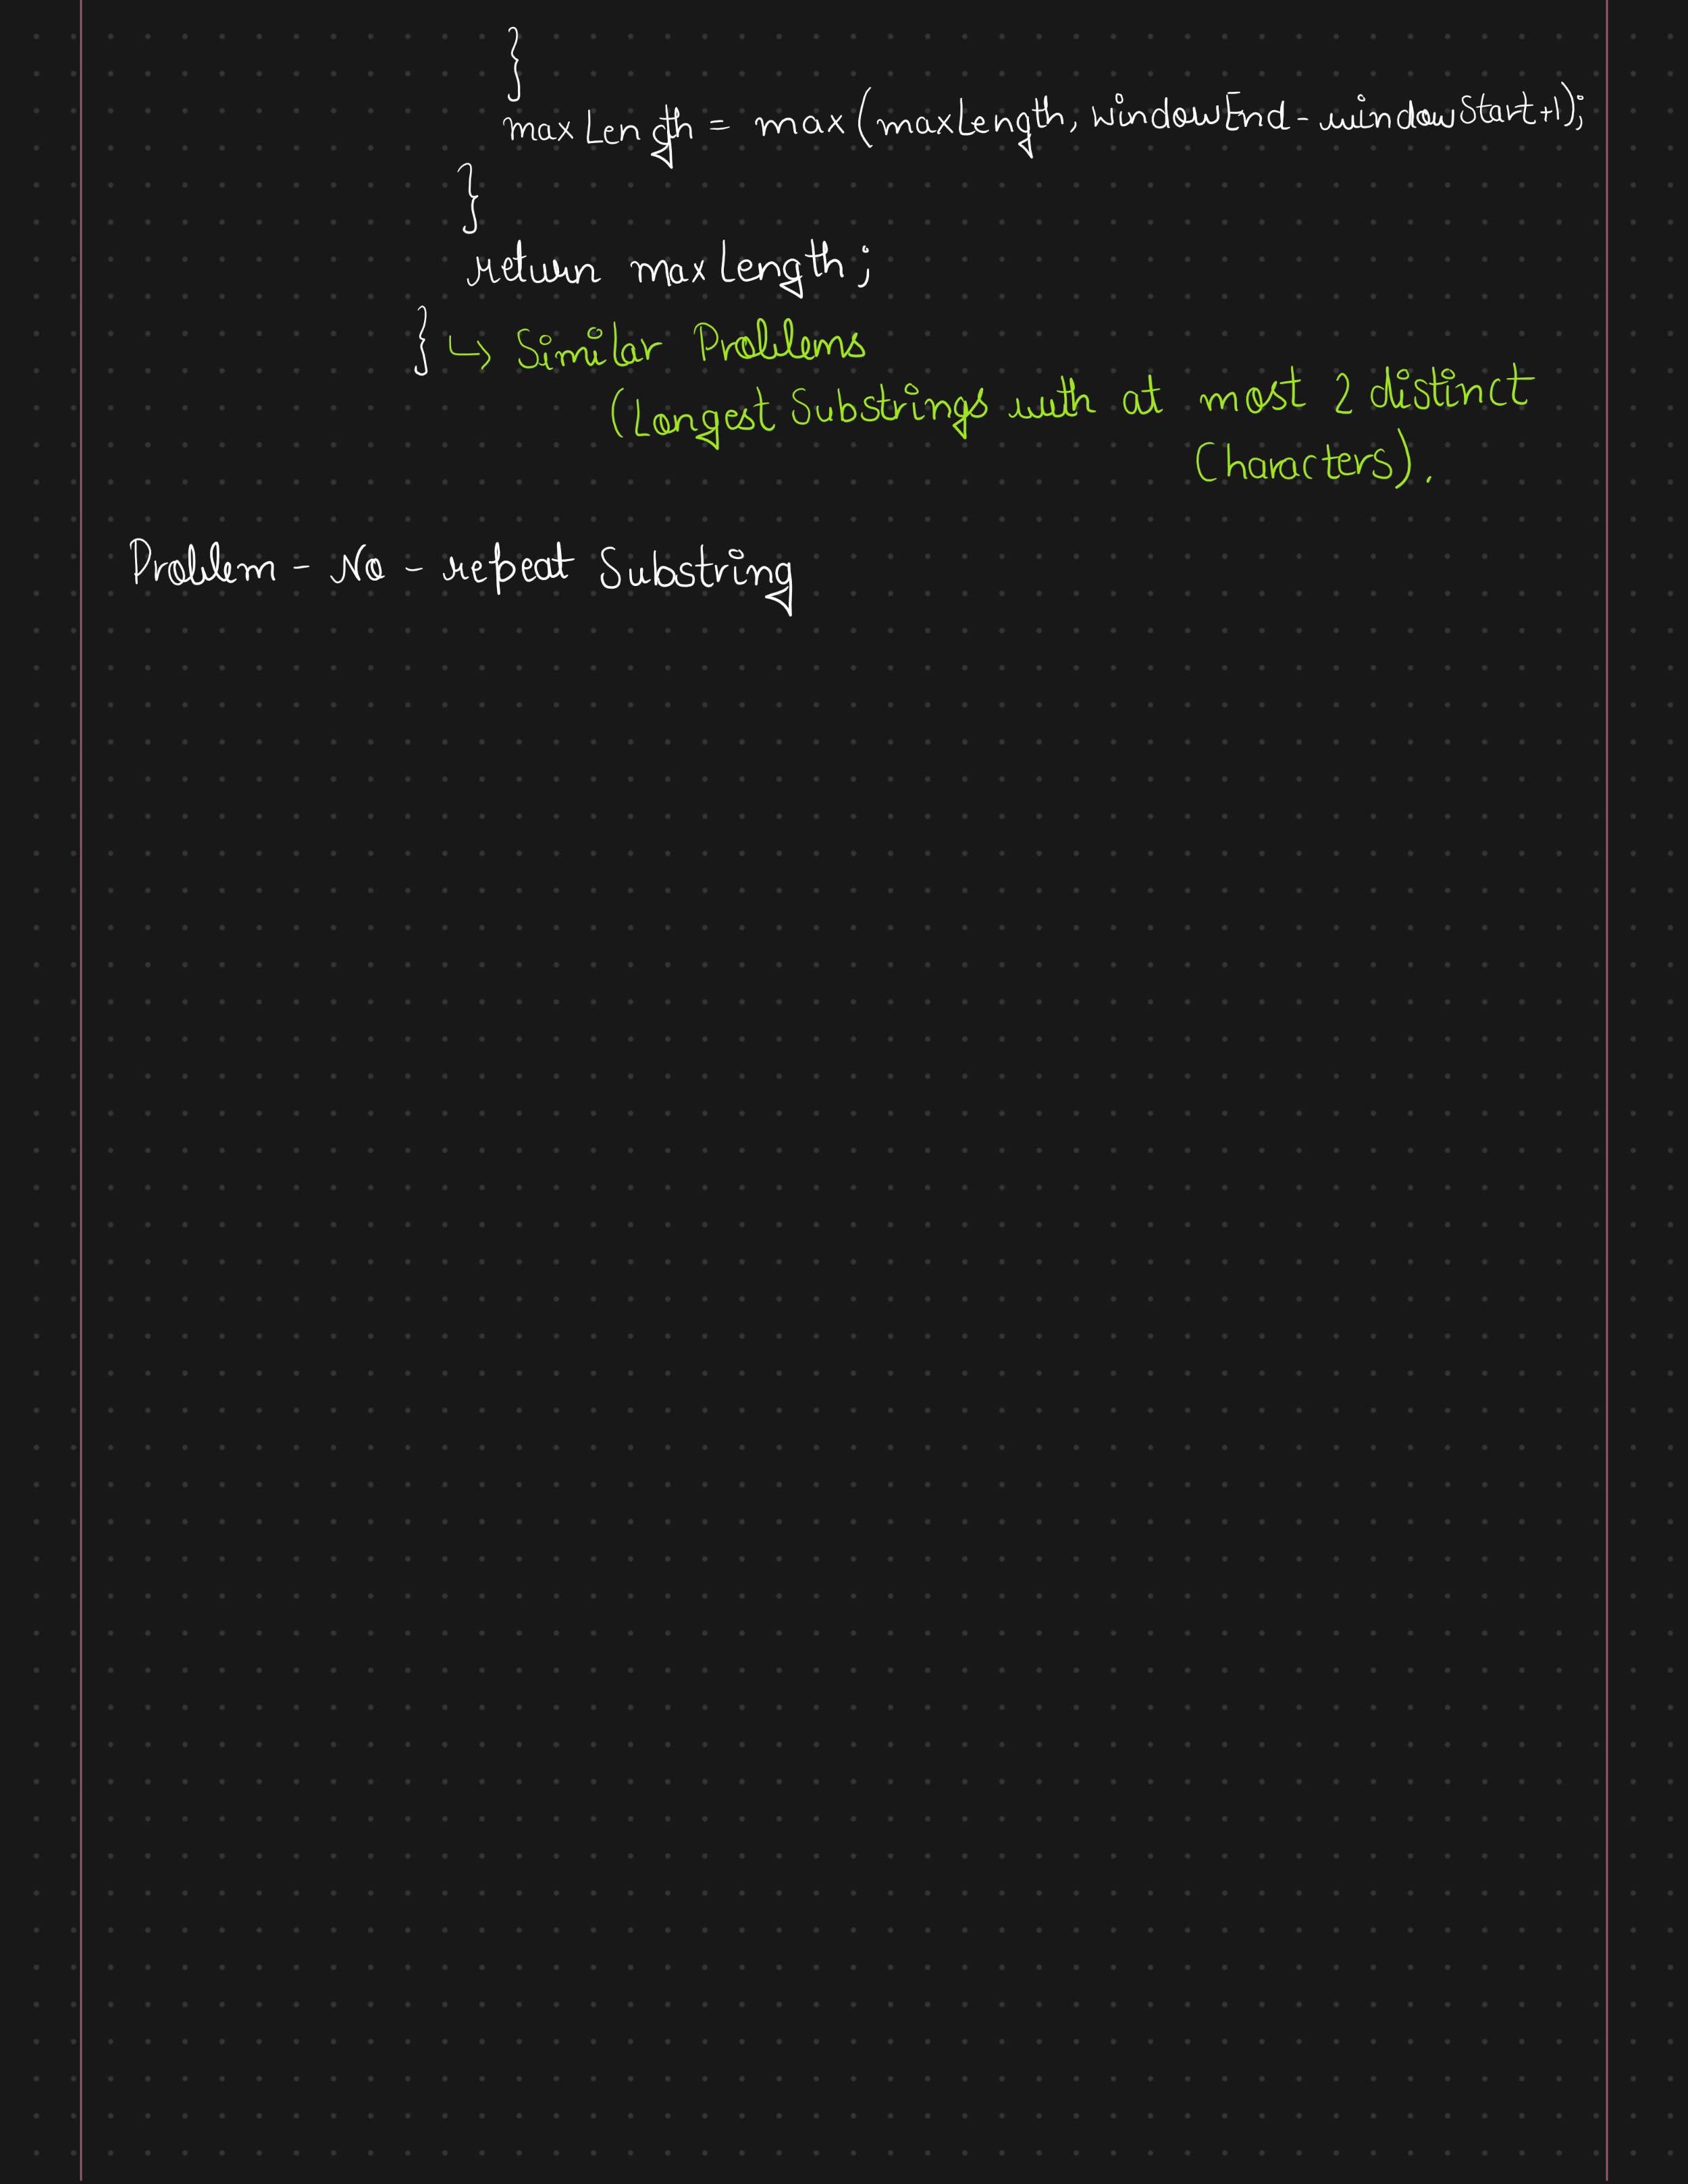 }
maxLength = max(maxLength, windowEnd - windowStart+1);
}
return maxLength;
} ↳ Similar Problems
(Longest Substrings with at most 2 distinct
Characters).
Problem - No - repeat Substring